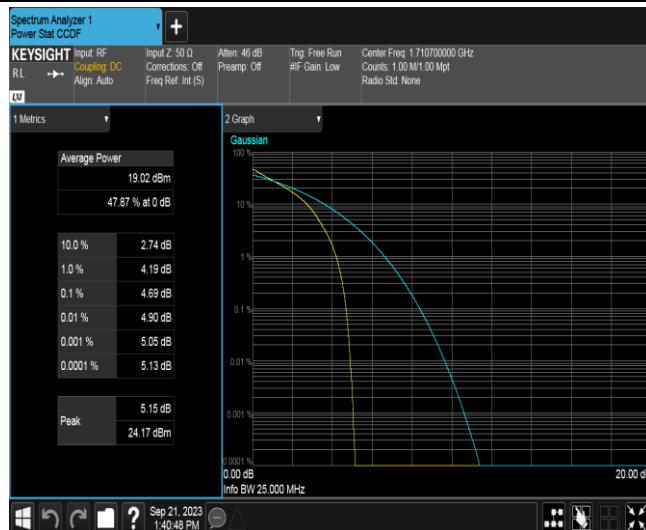 Spectrum Analyzer 1
Power Stat CCDF
+
KEYSIGHT
RL
Input: RF
Coupling: DC
Align: Auto
Input Z: 50 Ω
Corrections: Off
Freq Ref: Int (S)
Atten: 46 dB
Preamp: Off
Trig: Free Run
#IF Gain: Low
Center Freq: 1.710700000 GHz
Counts: 1.00 M/1.00 Mpt
Radio Std: None
1 Metrics
Average Power
19.02 dBm
47.87 % at 0 dB
10.0 % 2.74 dB
1.0 % 4.19 dB
0.1 % 4.69 dB
0.01 % 4.90 dB
0.001 % 5.05 dB
0.0001 % 5.13 dB
Peak
5.15 dB
24.17 dBm
2 Graph
Gaussian
100 %
10 %
1 %
0.1 %
0.01 %
0.001 %
0.0001 %
0.00 dB
20.00 d
Info BW 25.000 MHz
?
Sep 21, 2023
1:40:48 PM